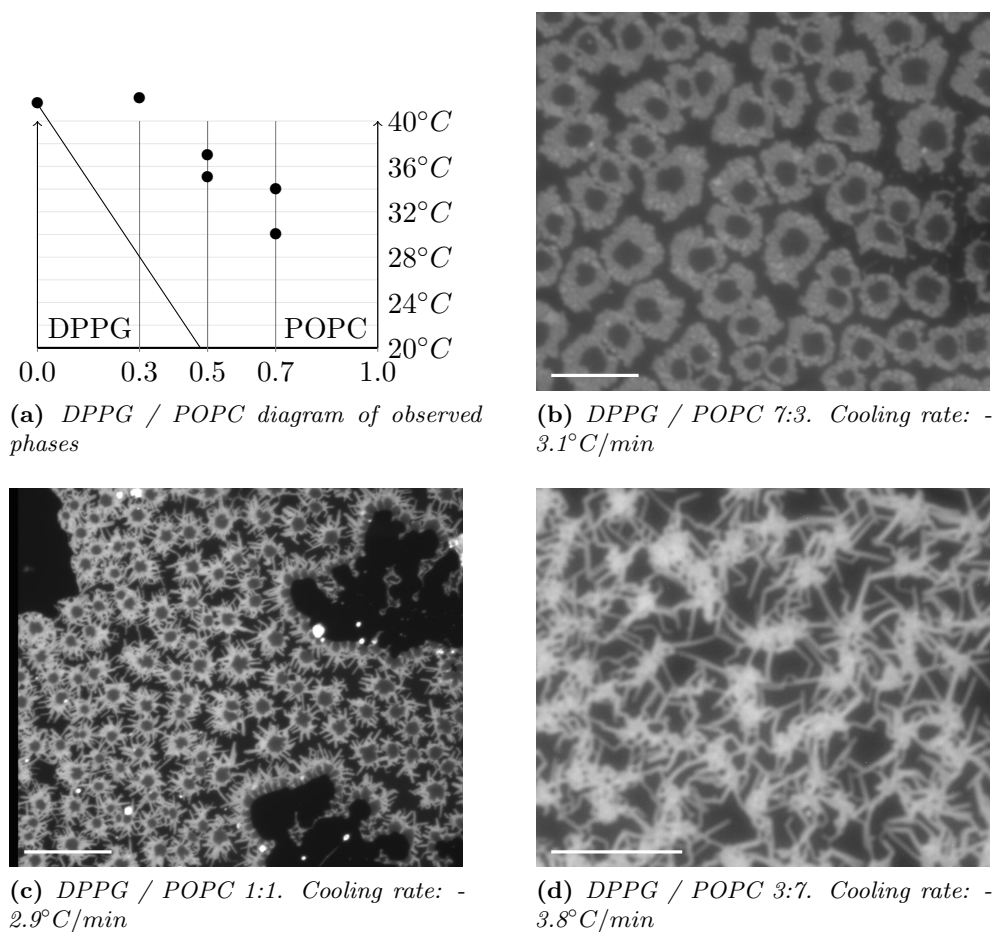 40°C
36°C
32°C
28°C
24°C
DPPG POPC
20°C
0.0 0.3 0.5 0.7 1.0
(a) DPPG / POPC diagram of observed
phases
(b) DPPG / POPC 7:3. Cooling rate: -
3.1°C/min
(c) DPPG / POPC 1:1. Cooling rate: -
2.9°C/min
(d) DPPG / POPC 3:7. Cooling rate: -
3.8°C/min